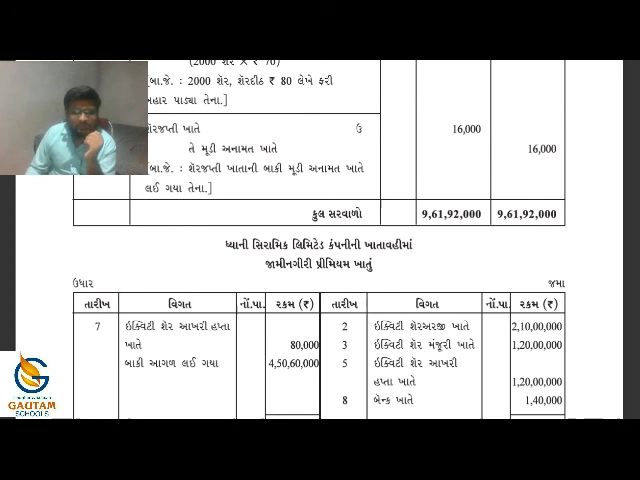 (2000 શૅર X ₹ 70)
[બા.જે. : 2000 શૅર, શૅરદીઠ ₹ 80 લેખે ફરી
બહાર પાડ્યા તેના.]
શૅરજપ્તી ખાતે ઉ 16,000
તે મૂડી અનામત ખાતે 16,000
[બા.જે. : શૅરજપ્તી ખાતાની બાકી મૂડી અનામત ખાતે
લઈ ગયા તેના.]
કુલ સરવાળો 9,61,92,000 9,61,92,000
ધ્યાની સિરામિક લિમિટેડ કંપનીની ખાતાવહીમાં
જામીનગીરી પ્રીમિયમ ખાતું
ઉધાર જમા
તારીખ વિગત નોં.પા. રકમ (₹) તારીખ વિગત નોં.પા. રકમ (₹)
7 ઇક્વિટી શૅર આખરી હપ્તા 2 ઇક્વિટી શૅરઅરજી ખાતે 2,10,00,000
ખાતે 80,000 3 ઇક્વિટી શૅર મંજૂરી ખાતે 1,20,00,000
બાકી આગળ લઈ ગયા 4,50,60,000 5 ઇક્વિટી શૅર આખરી
હપ્તા ખાતે 1,20,00,000
8 બૅન્ક ખાતે 1,40,000
GAUTAM
SCHOOLS